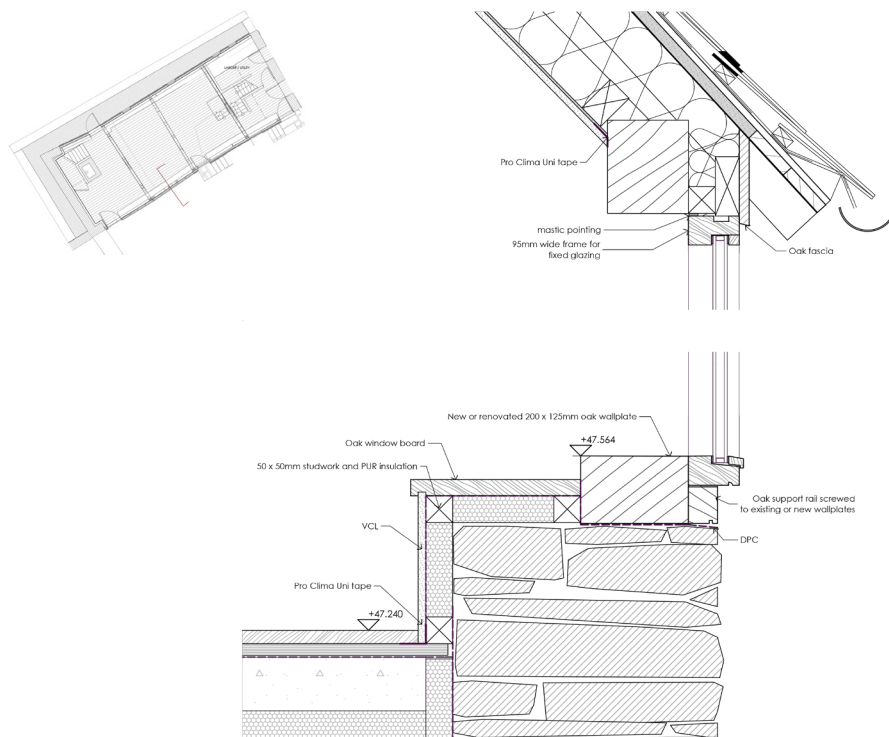 Pro Clima Uni tape
mastic pointing
95mm wide frame for
fixed glazing
Oak fascia
New or renovated 200 x 125mm oak wallplate
+47.564
Oak window board
50 x 50mm studwork and PUR insulation
Oak support rail screwed
to existing or new wallplates
VCL
DPC
Pro Clima Uni tape
+47.240